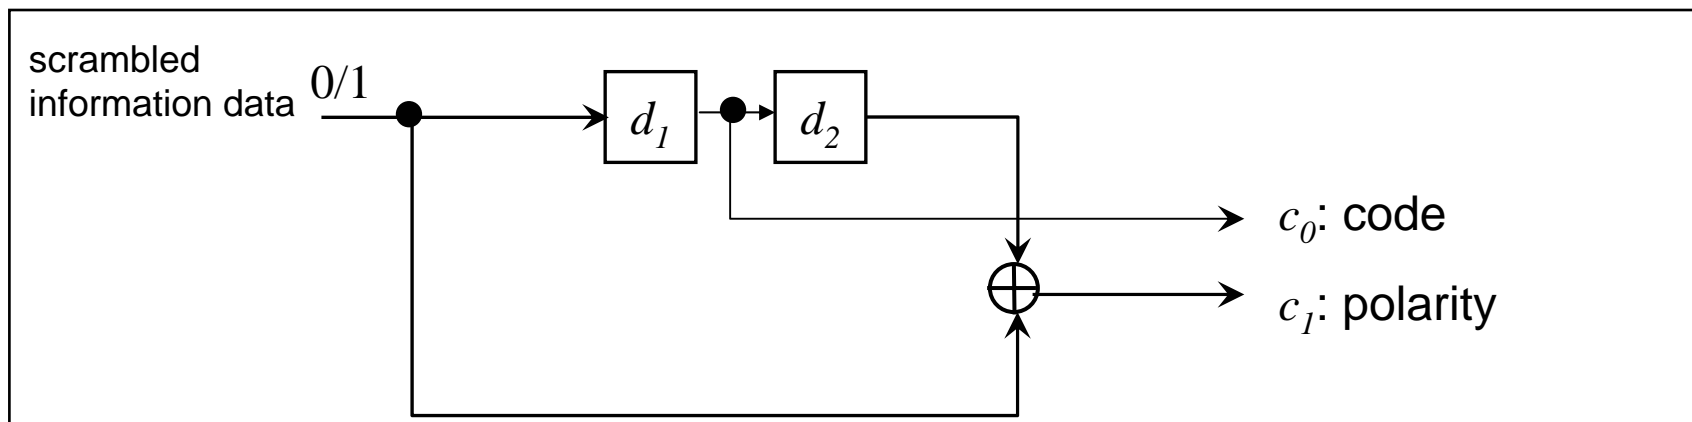 scrambled
information data 0/1
d1
d2
c0: code
c1: polarity